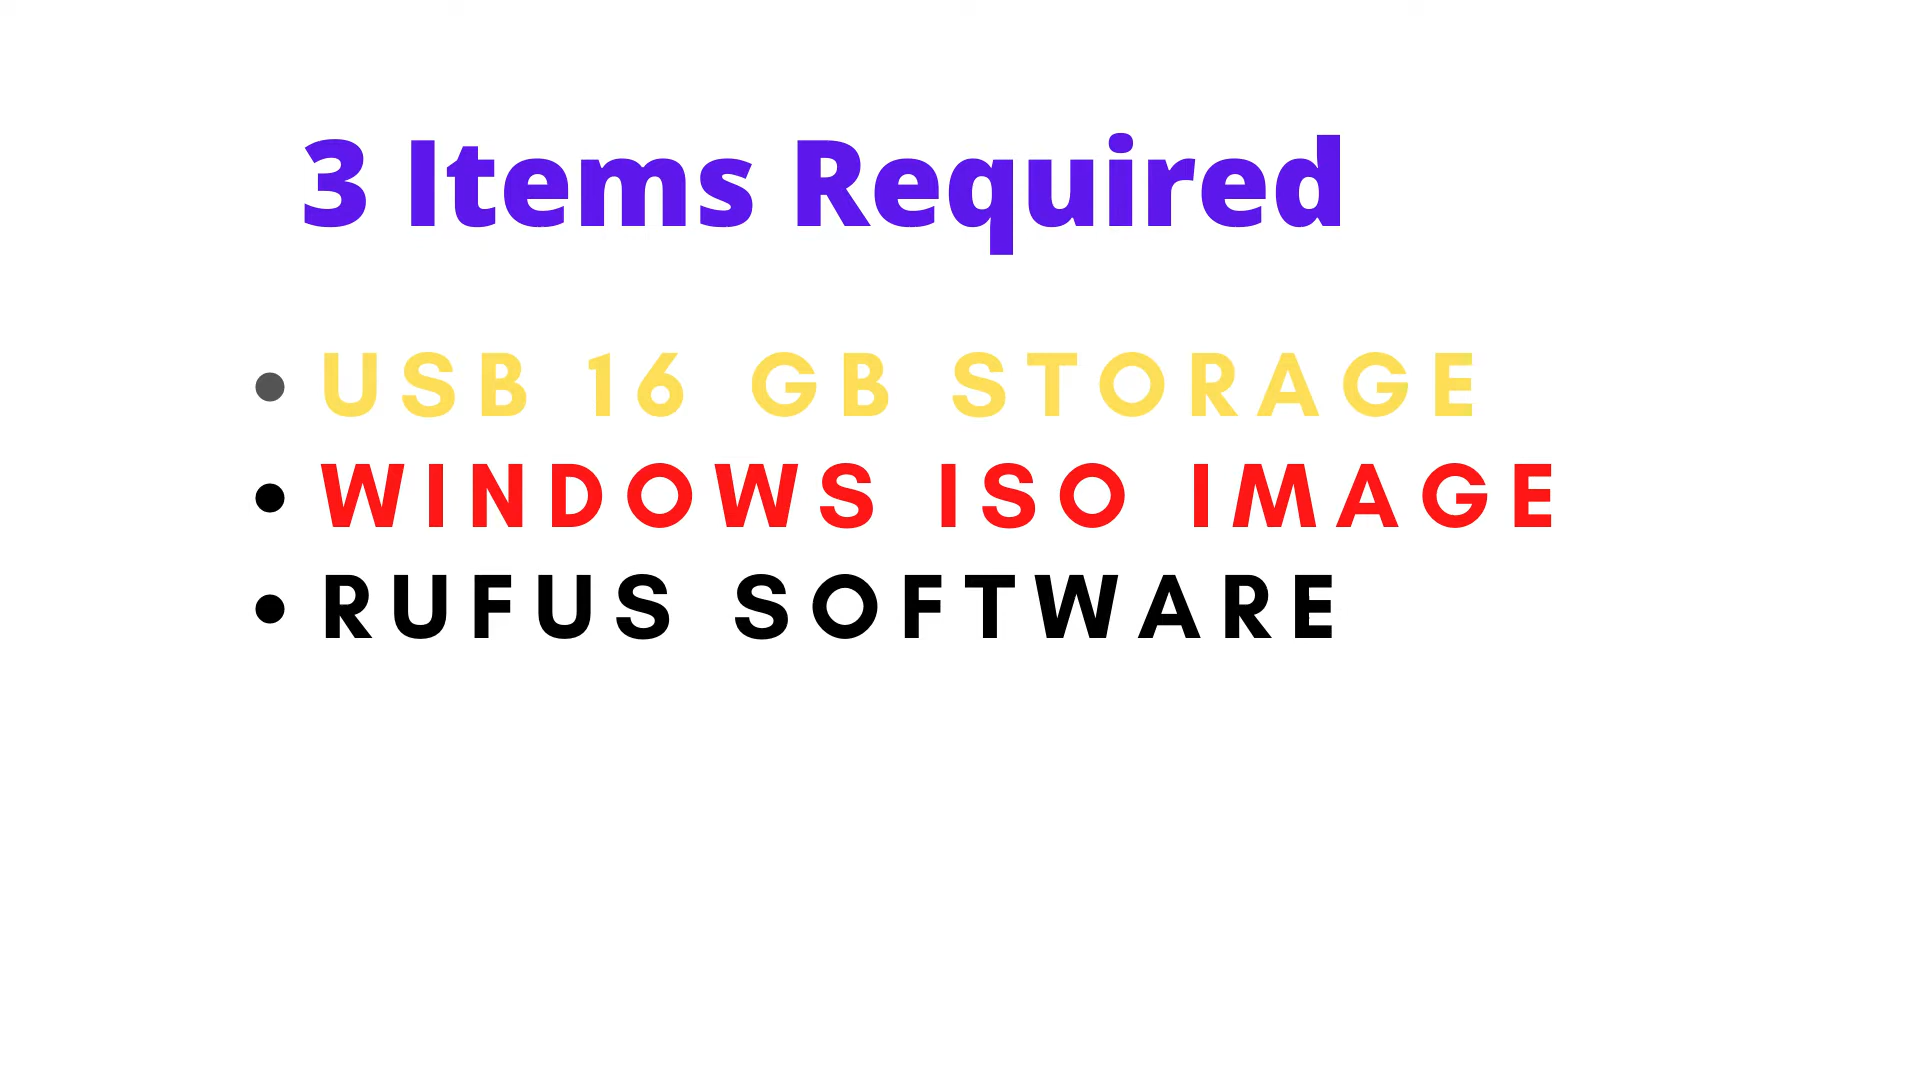 3 Items Required
USB 16 GB STORAGE
WINDOWS ISO IMAGE
RUFUS SOFTWARE